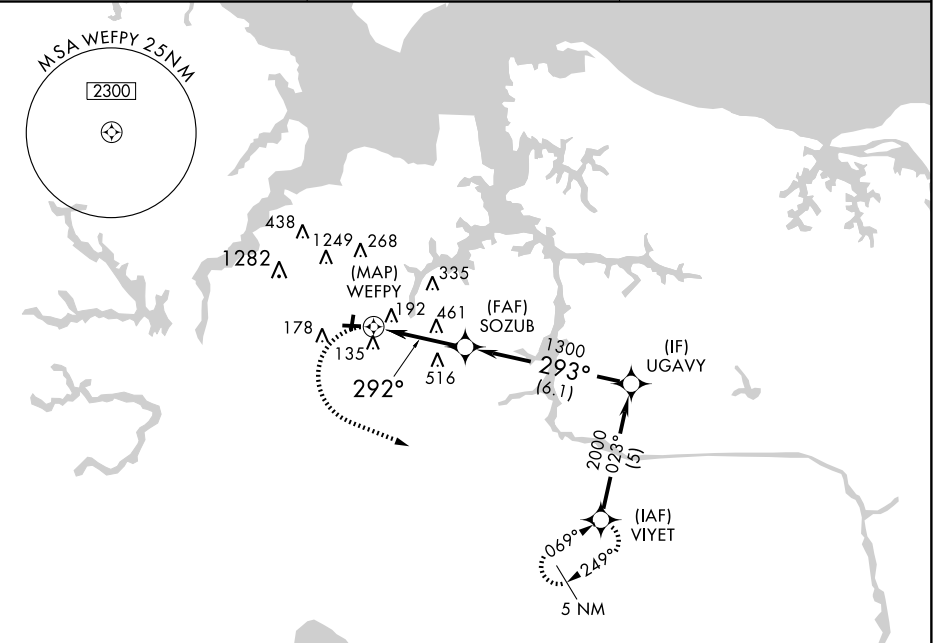 MSA WEFPY 25NM
2300
438
1249
268
1282
(MAP)
WEFPY
335
192
461
(FAF)
SOZUB
178
135
516
292°
1300
293°
(6.1)
(IF)
UGAVY
2000
023°
(5)
(IAF)
VIYET
069°
249°
5 NM